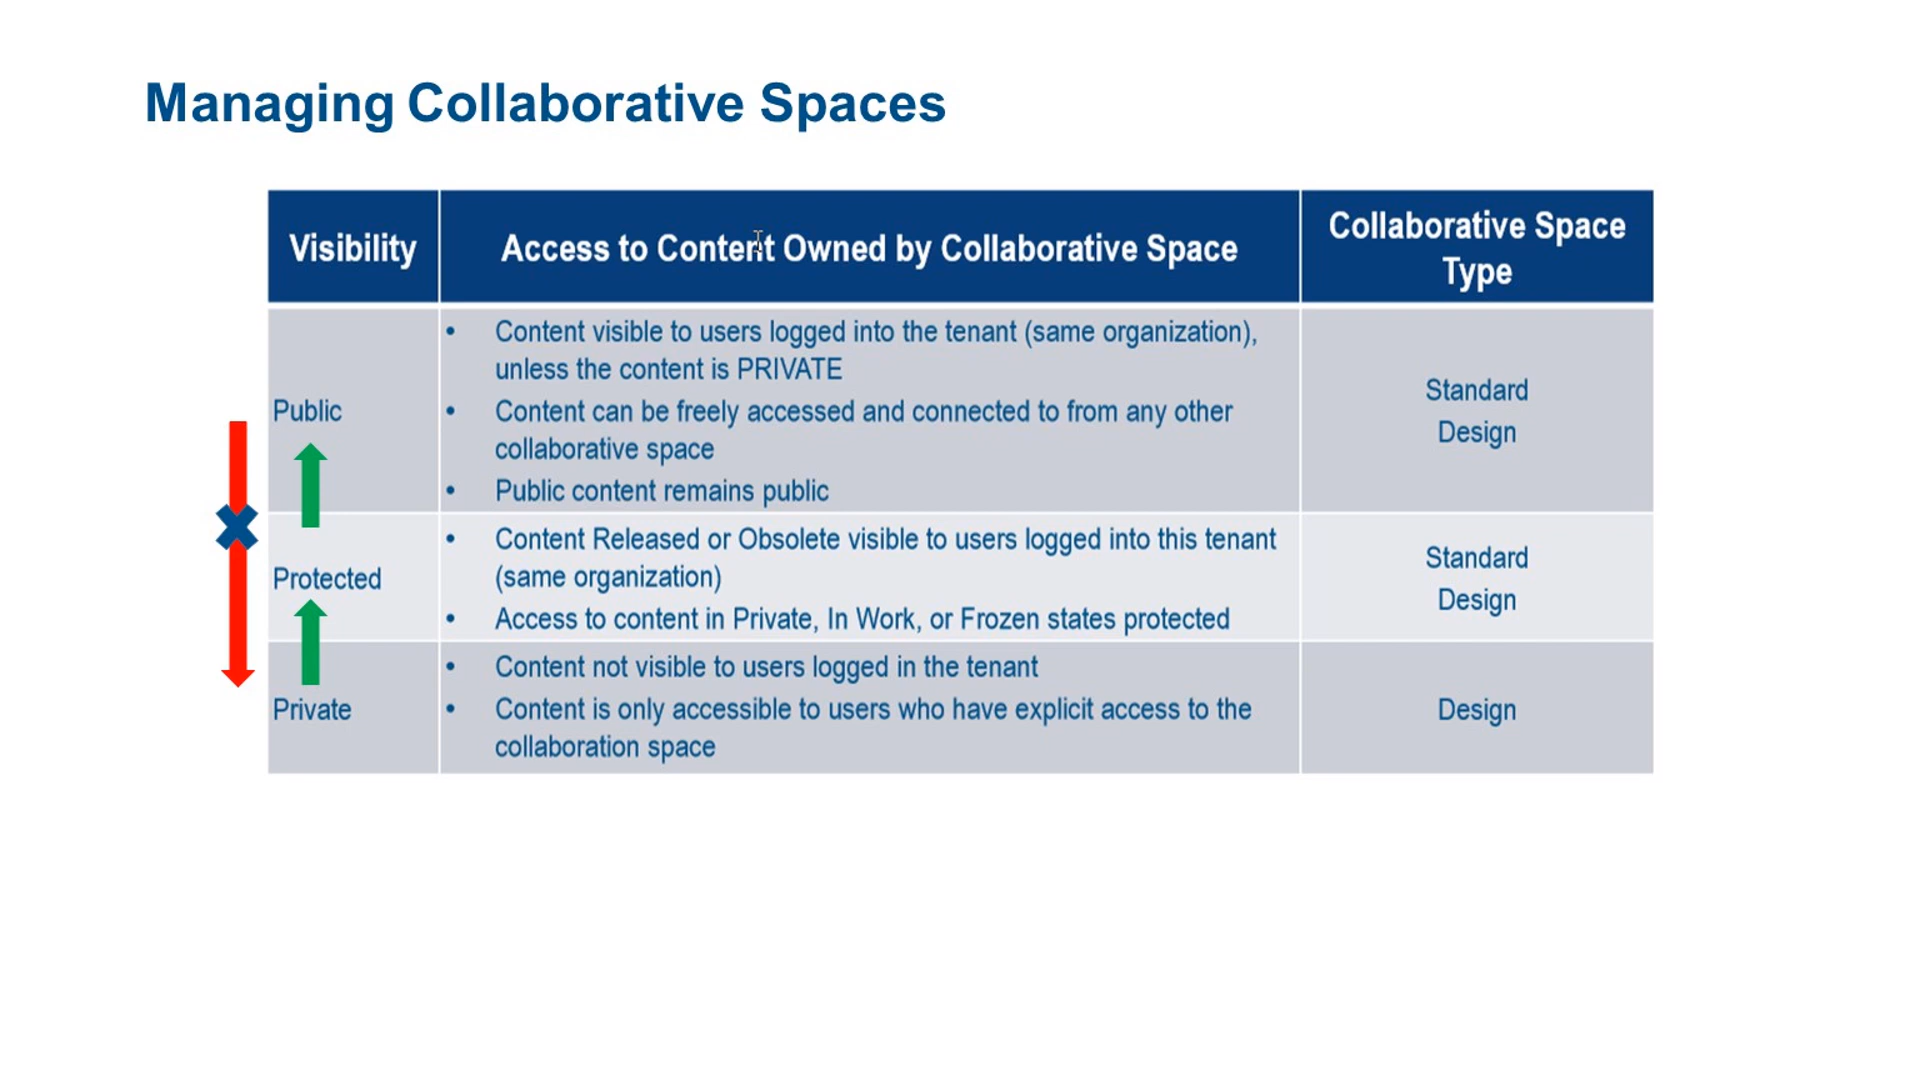 Managing Collaborative Spaces
Visibility
Access to Content Owned by Collaborative Space
Collaborative Space
Type
Public
• Content visible to users logged into the tenant (same organization),
unless the content is PRIVATE
• Content can be freely accessed and connected to from any other
collaborative space
• Public content remains public
Standard
Design
Protected
• Content Released or Obsolete visible to users logged into this tenant
(same organization)
• Access to content in Private, In Work, or Frozen states protected
Standard
Design
Private
• Content not visible to users logged in the tenant
• Content is only accessible to users who have explicit access to the
collaboration space
Design